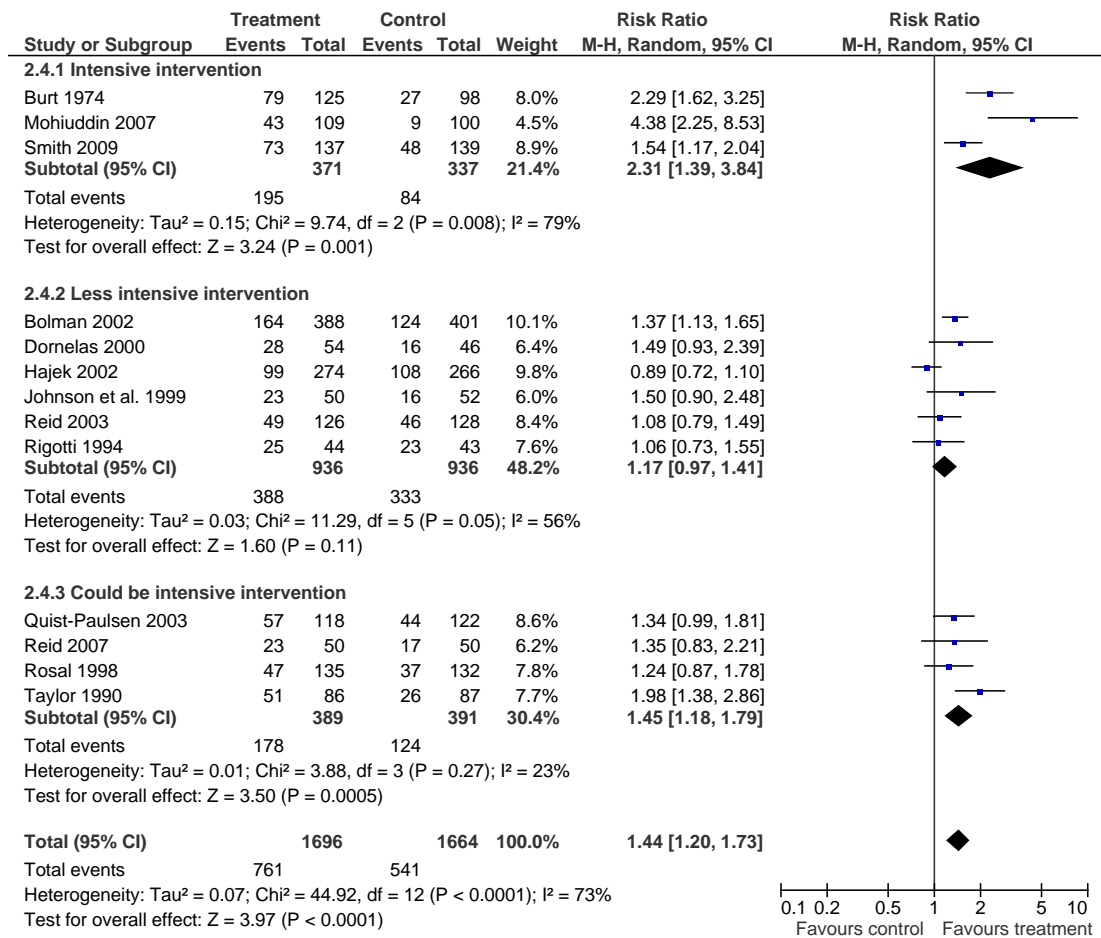 Treatment Control Risk Ratio Risk Ratio
Study or Subgroup Events Total Events Total Weight M-H, Random, 95% CI M-H, Random, 95% CI
2.4.1 Intensive intervention
Burt 1974 79 125 27 98 8.0% 2.29 [1.62, 3.25]
Mohiuddin 2007 43 109 9 100 4.5% 4.38 [2.25, 8.53]
Smith 2009 73 137 48 139 8.9% 1.54 [1.17, 2.04]
Subtotal (95% CI) 371 337 21.4% 2.31 [1.39, 3.84]
Total events 195 84
Heterogeneity: Tau² = 0.15; Chi² = 9.74, df = 2 (P = 0.008); I² = 79%
Test for overall effect: Z = 3.24 (P = 0.001)
2.4.2 Less intensive intervention
Bolman 2002 164 388 124 401 10.1% 1.37 [1.13, 1.65]
Dornelas 2000 28 54 16 46 6.4% 1.49 [0.93, 2.39]
Hajek 2002 99 274 108 266 9.8% 0.89 [0.72, 1.10]
Johnson et al. 1999 23 50 16 52 6.0% 1.50 [0.90, 2.48]
Reid 2003 49 126 46 128 8.4% 1.08 [0.79, 1.49]
Rigotti 1994 25 44 23 43 7.6% 1.06 [0.73, 1.55]
Subtotal (95% CI) 936 936 48.2% 1.17 [0.97, 1.41]
Total events 388 333
Heterogeneity: Tau² = 0.03; Chi² = 11.29, df = 5 (P = 0.05); I² = 56%
Test for overall effect: Z = 1.60 (P = 0.11)
2.4.3 Could be intensive intervention
Quist-Paulsen 2003 57 118 44 122 8.6% 1.34 [0.99, 1.81]
Reid 2007 23 50 17 50 6.2% 1.35 [0.83, 2.21]
Rosal 1998 47 135 37 132 7.8% 1.24 [0.87, 1.78]
Taylor 1990 51 86 26 87 7.7% 1.98 [1.38, 2.86]
Subtotal (95% CI) 389 391 30.4% 1.45 [1.18, 1.79]
Total events 178 124
Heterogeneity: Tau² = 0.01; Chi² = 3.88, df = 3 (P = 0.27); I² = 23%
Test for overall effect: Z = 3.50 (P = 0.0005)
Total (95% CI) 1696 1664 100.0% 1.44 [1.20, 1.73]
Total events 761 541
Heterogeneity: Tau² = 0.07; Chi² = 44.92, df = 12 (P < 0.0001); I² = 73%
Test for overall effect: Z = 3.97 (P < 0.0001)
0.1 0.2 0.5 1 2 5 10
Favours control Favours treatment